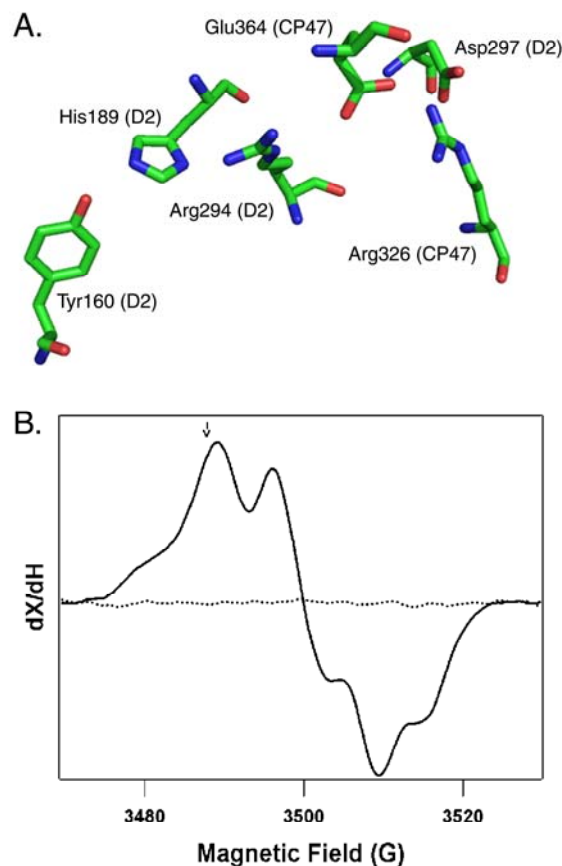 A.
Glu364 (CP47)
Asp297 (D2)
His189 (D2)
Arg294 (D2)
Arg326 (CP47)
Tyr160 (D2)
B.
dX/dH
3480 3500 3520
Magnetic Field (G)